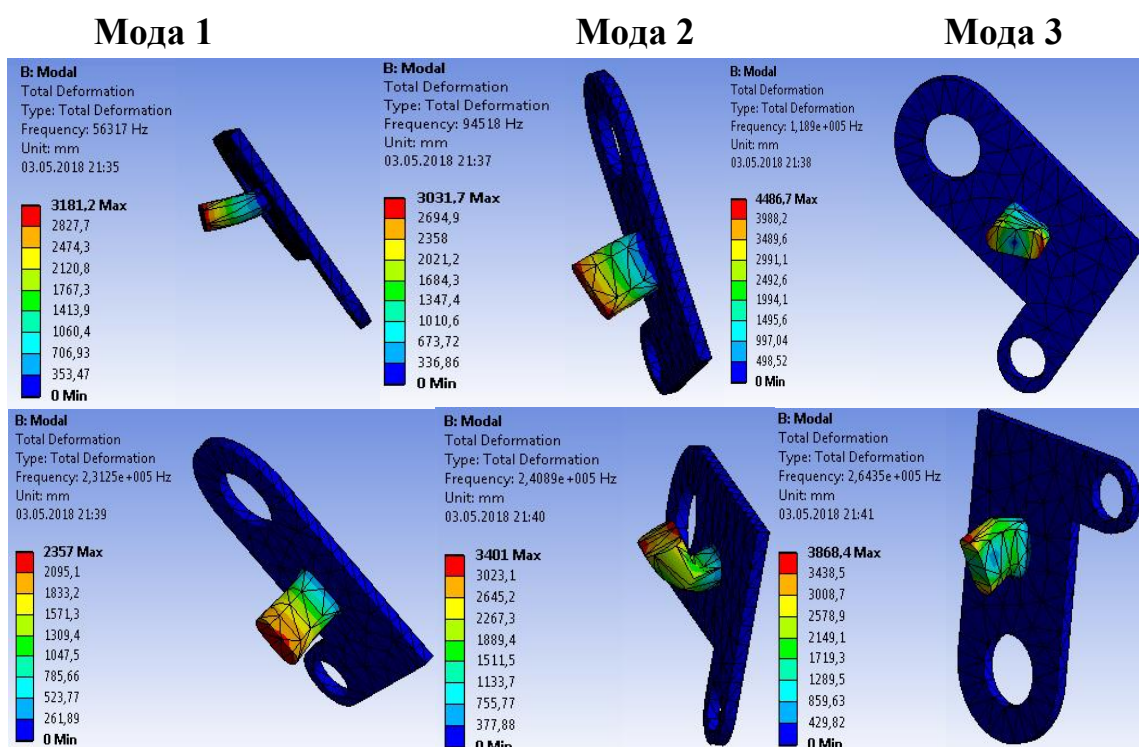 Мода 1
Мода 2
Мода 3
B: Modal
Total Deformation
Type: Total Deformation
Frequency: 56317 Hz
Unit: mm
03.05.2018 21:35
3181,2 Max
2827,7
2474,3
2120,8
1767,3
1413,9
1060,4
706,93
353,47
0 Min
B: Modal
Total Deformation
Type: Total Deformation
Frequency: 94518 Hz
Unit: mm
03.05.2018 21:37
3031,7 Max
2694,9
2358
2021,2
1684,3
1347,4
1010,6
673,72
336,86
0 Min
B: Modal
Total Deformation
Type: Total Deformation
Frequency: 1,189e+005 Hz
Unit: mm
03.05.2018 21:38
4486,7 Max
3988,2
3489,6
2991,1
2492,6
1994,1
1495,6
997,04
498,52
0 Min
B: Modal
Total Deformation
Type: Total Deformation
Frequency: 2,3125e+005 Hz
Unit: mm
03.05.2018 21:39
2357 Max
2095,1
1833,2
1571,3
1309,4
1047,5
785,66
523,77
261,89
0 Min
B: Modal
Total Deformation
Type: Total Deformation
Frequency: 2,4089e+005 Hz
Unit: mm
03.05.2018 21:40
3401 Max
3023,1
2645,2
2267,3
1889,4
1511,5
1133,7
755,77
377,88
0 Min
B: Modal
Total Deformation
Type: Total Deformation
Frequency: 2,6435e+005 Hz
Unit: mm
03.05.2018 21:41
3868,4 Max
3438,5
3008,7
2578,9
2149,1
1719,3
1289,5
859,63
429,82
0 Min